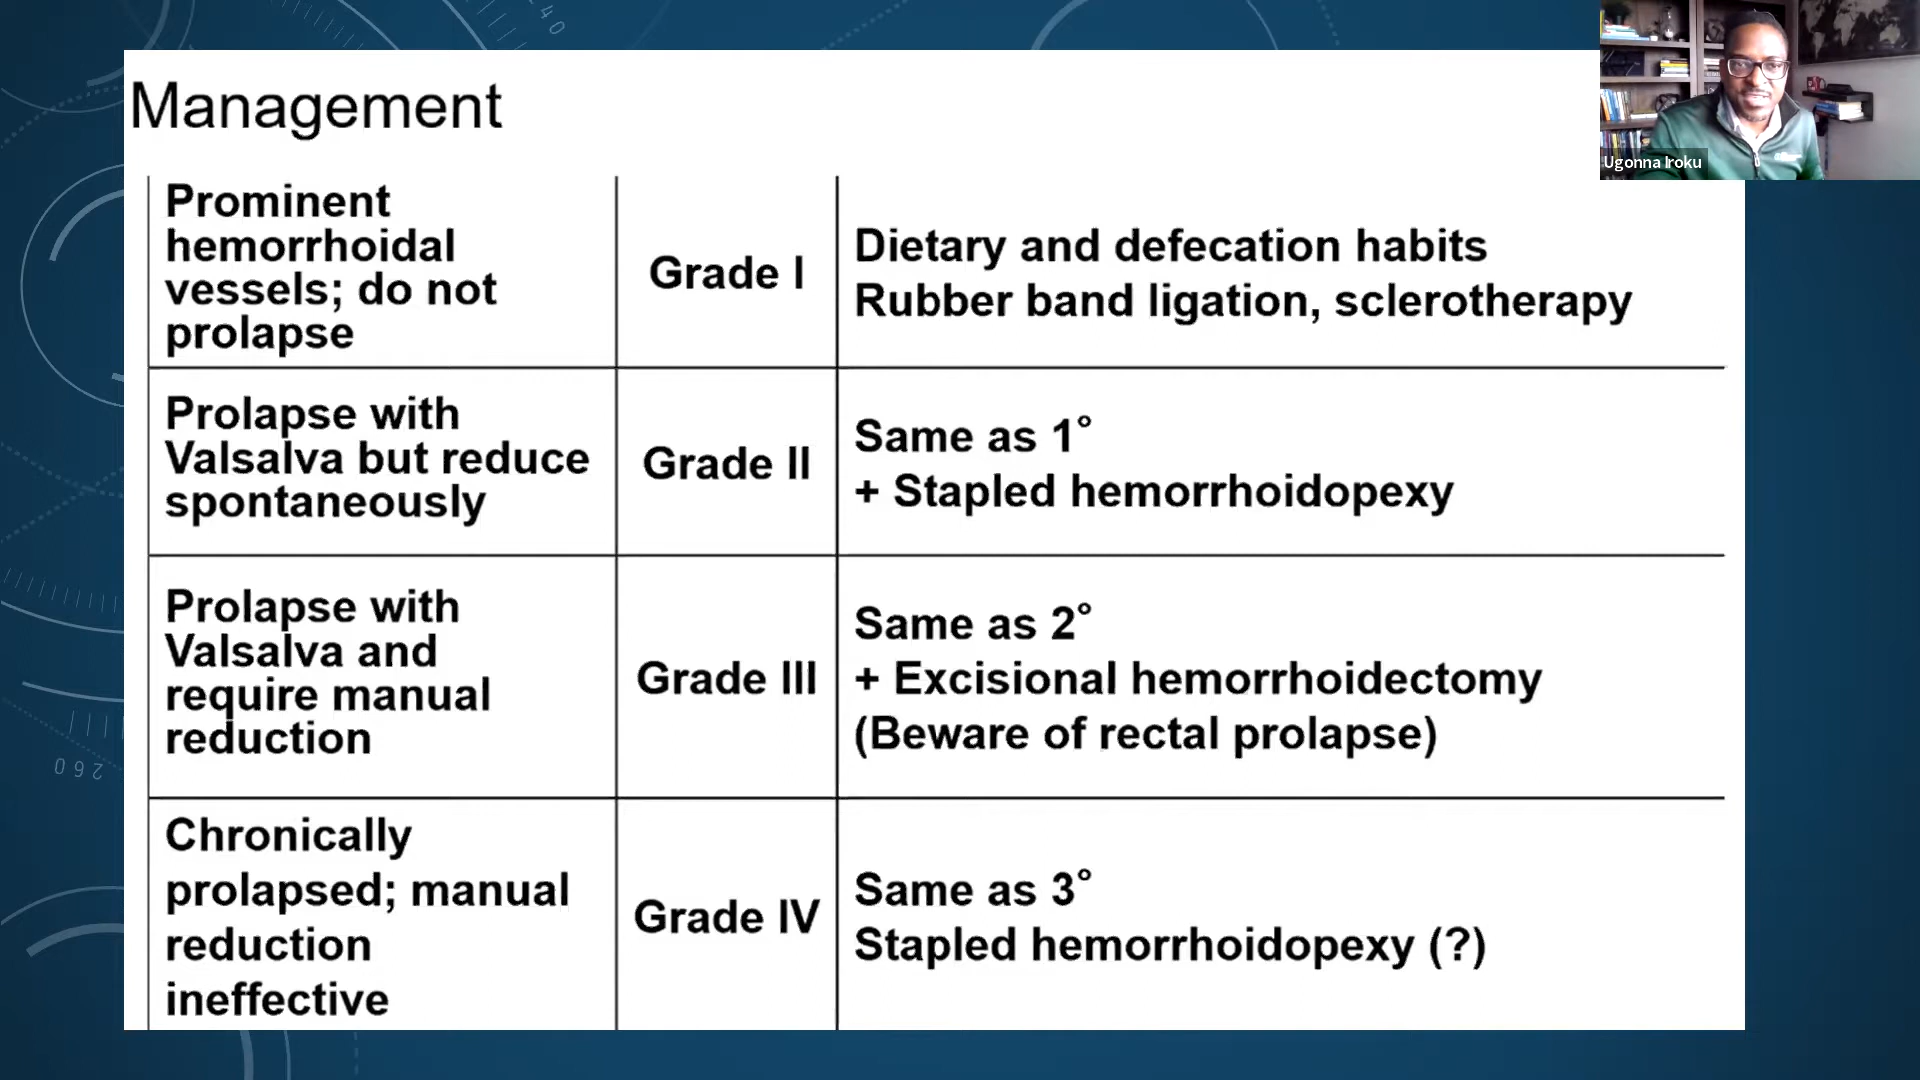 Management
Prominent
hemorrhoidal
vessels; do not
prolapse
Grade I
Dietary and defecation habits
Rubber band ligation, sclerotherapy
Prolapse with
Valsalva but reduce
spontaneously
Grade II
Same as 1°
+ Stapled hemorrhoidopexy
Prolapse with
Valsalva and
require manual
reduction
Grade III
Same as 2°
+ Excisional hemorrhoidectomy
(Beware of rectal prolapse)
Chronically
prolapsed; manual
reduction
ineffective
Grade IV
Same as 3°
Stapled hemorrhoidopexy (?)
Ugonna Iroku
240
260